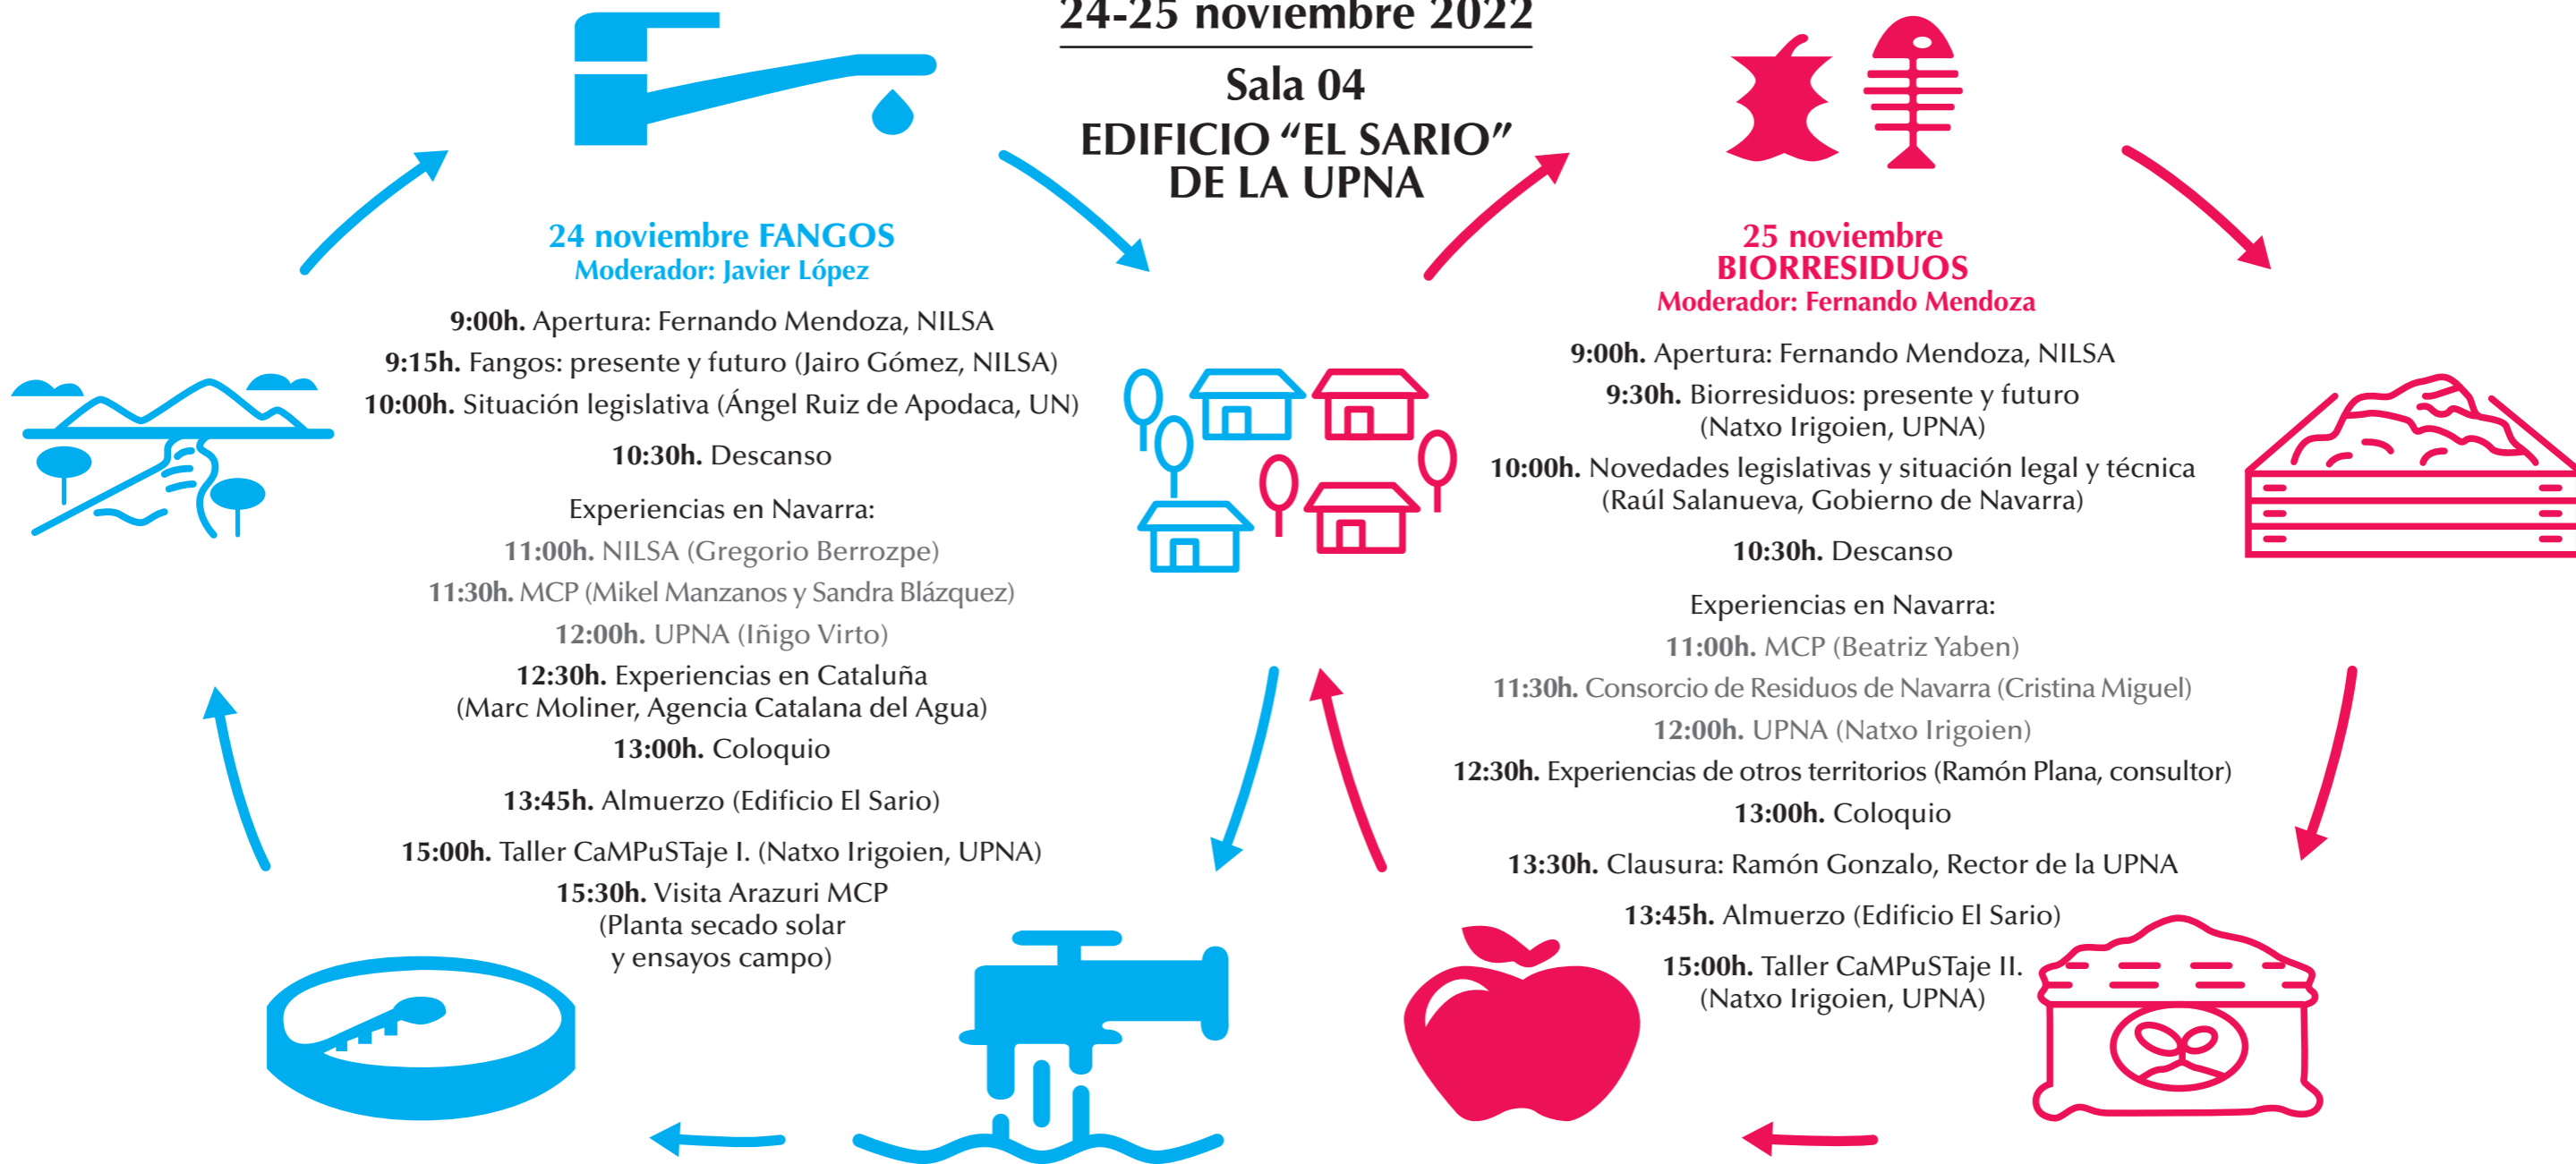 24-25 noviembre 2022
Sala 04
EDIFICIO “EL SARIO”
DE LA UPNA
24 noviembre FANGOS
Moderador: Javier López
9:00h. Apertura: Fernando Mendoza, NILSA
9:15h. Fangos: presente y futuro (Jairo Gómez, NILSA)
10:00h. Situación legislativa (Ángel Ruiz de Apodaca, UN)
10:30h. Descanso
Experiencias en Navarra:
11:00h. NILSA (Gregorio Berrozpe)
11:30h. MCP (Mikel Manzanos y Sandra Blázquez)
12:00h. UPNA (Iñigo Virto)
12:30h. Experiencias en Cataluña
(Marc Moliner, Agencia Catalana del Agua)
13:00h. Coloquio
13:45h. Almuerzo (Edificio El Sario)
15:00h. Taller CaMPuSTaje I. (Natxo Irigoien, UPNA)
15:30h. Visita Arazuri MCP
(Planta secado solar
y ensayos campo)
25 noviembre
BIORRESIDUOS
Moderador: Fernando Mendoza
9:00h. Apertura: Fernando Mendoza, NILSA
9:30h. Biorresiduos: presente y futuro
(Natxo Irigoien, UPNA)
10:00h. Novedades legislativas y situación legal y técnica
(Raúl Salanueva, Gobierno de Navarra)
10:30h. Descanso
Experiencias en Navarra:
11:00h. MCP (Beatriz Yaben)
11:30h. Consorcio de Residuos de Navarra (Cristina Miguel)
12:00h. UPNA (Natxo Irigoien)
12:30h. Experiencias de otros territorios (Ramón Plana, consultor)
13:00h. Coloquio
13:30h. Clausura: Ramón Gonzalo, Rector de la UPNA
13:45h. Almuerzo (Edificio El Sario)
15:00h. Taller CaMPuSTaje II.
(Natxo Irigoien, UPNA)